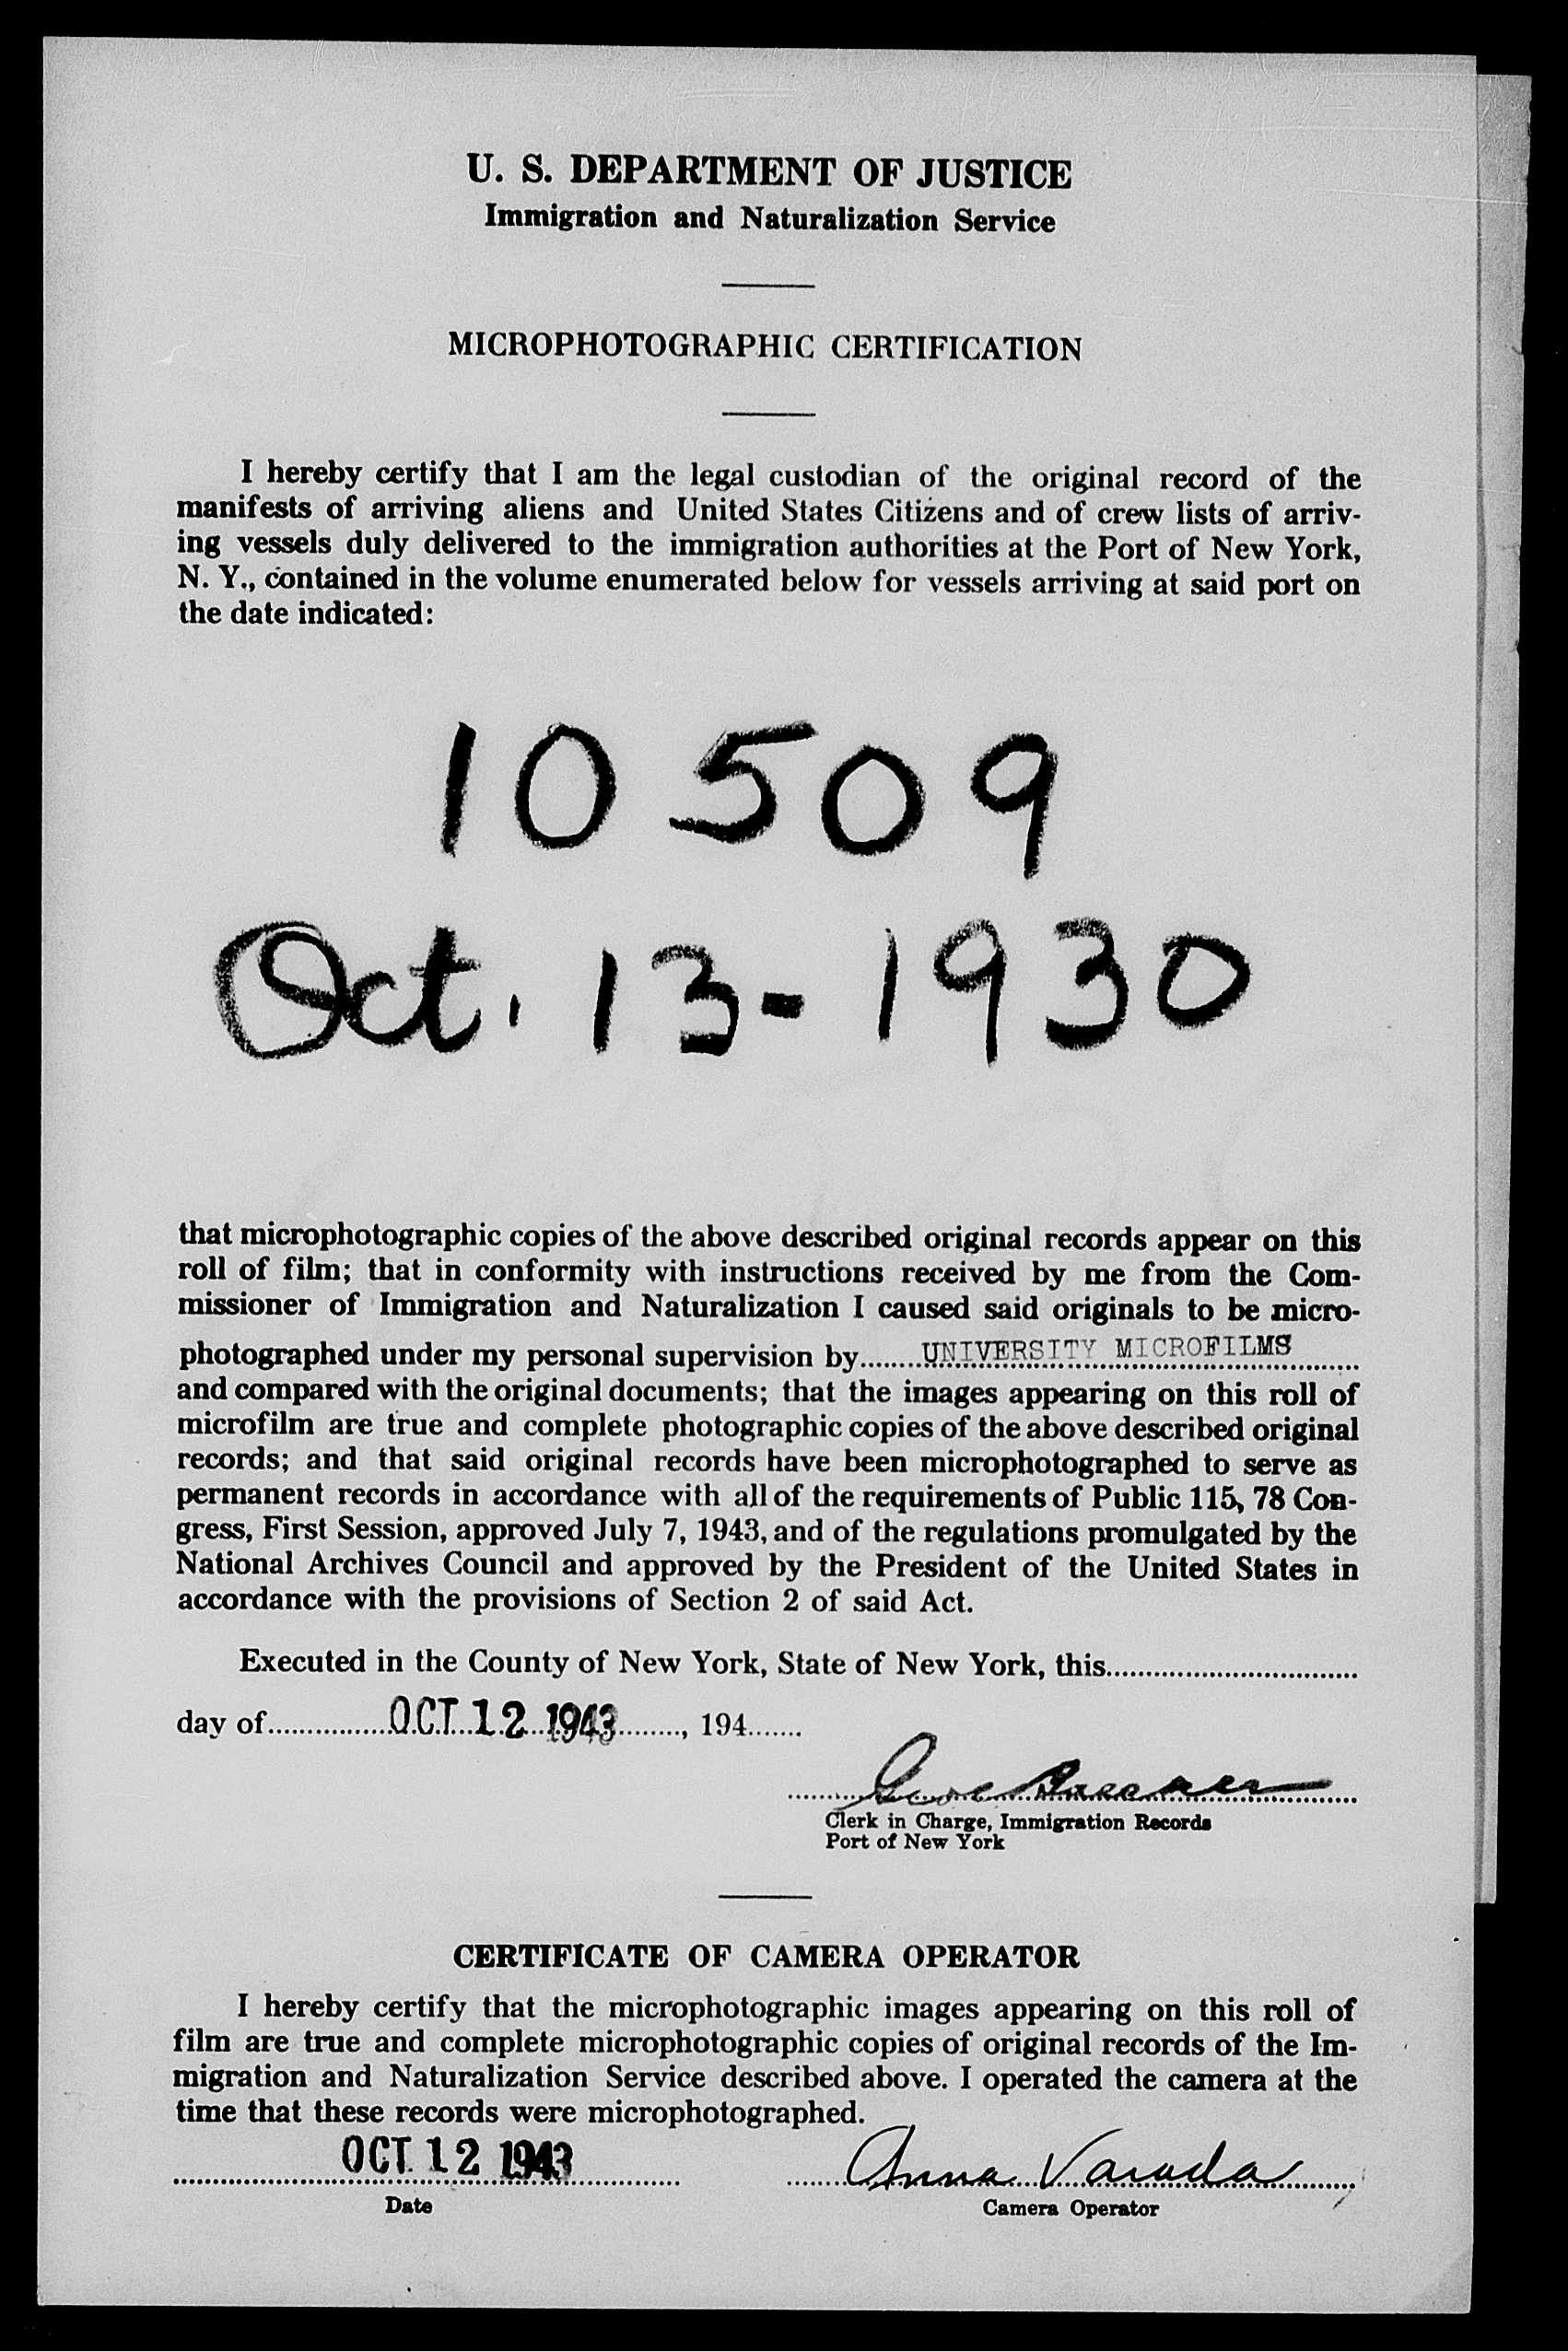 U. S. DEPARTMENT OF JUSTICE
Immigration and Naturalization Service
MICROPHOTOGRAPHIC CERTIFICATION
I hereby certify that I am the legal custodian of the original record of the
manifests of arriving aliens and United States Citizens and of crew lists of arriv-
ing vessels duly delivered to the immigration authorities at the Port of New York,
N. Y., contained in the volume enumerated below for vessels arriving at said port on
the date indicated:
10509
Oct. 13-1930
that microphotographic copies of the above described original records appear on this
roll of film; that in conformity with instructions received by me from the Com-
missioner of Immigration and Naturalization I caused said originals to be micro-
photographed under my personal supervision by........UNIVERSITY MICROFILMS
and compared with the original documents; that the images appearing on this roll of
microfilm are true and complete photographic copies of the above described original
records; and that said original records have been microphotographed to serve as
permanent records in accordance with all of the requirements of Public 115, 78 Con-
gress, First Session, approved July 7, 1943, and of the regulations promulgated by the
National Archives Council and approved by the President of the United States in
accordance with the provisions of Section 2 of said Act.
Executed in the County of New York, State of New York, this
day of OCT 12 1943, 194
Clerk in Charge, Immigration Records
Port of New York
CERTIFICATE OF CAMERA OPERATOR
I hereby certify that the microphotographic images appearing on this roll of
film are true and complete microphotographic copies of original records of the Im-
migration and Naturalization Service described above. I operated the camera at the
time that these records were microphotographed.
OCT. 12 1943 Anna Varada
Date Camera Operator